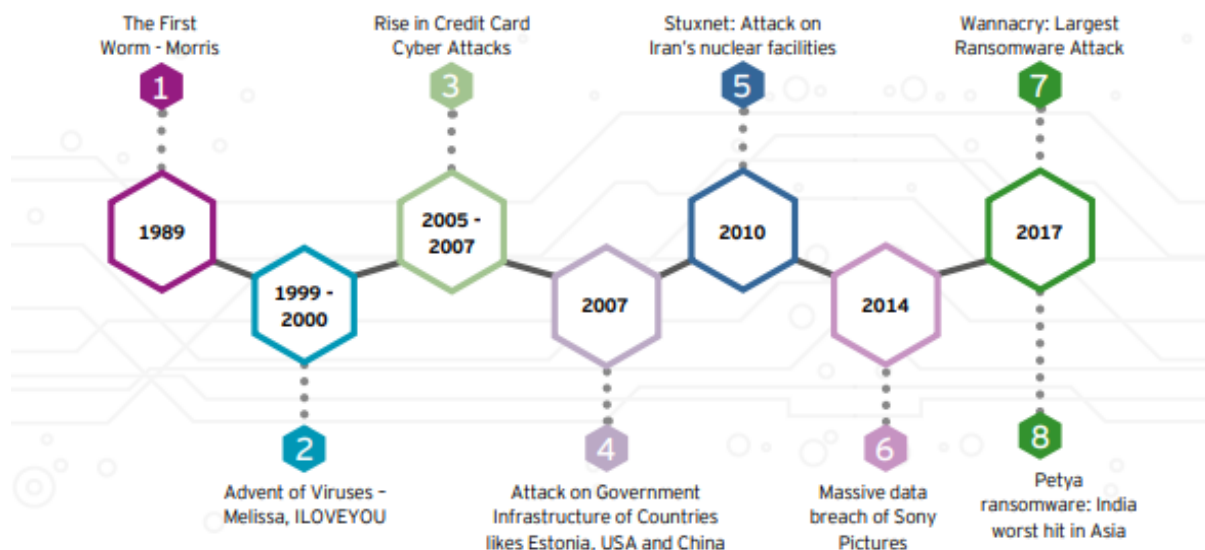 The First
Worm - Morris
1
1989
1999 -
2000
2
Advent of Viruses –
Melissa, ILOVEYOU
Rise in Credit Card
Cyber Attacks
3
2005 -
2007
2007
4
Attack on Government
Infrastructure of Countries
likes Estonia, USA and China
Stuxnet: Attack on
Iran's nuclear facilities
5
2010
2014
6
Massive data
breach of Sony
Pictures
Wannacry: Largest
Ransomware Attack
7
2017
8
Petya
ransomware: India
worst hit in Asia